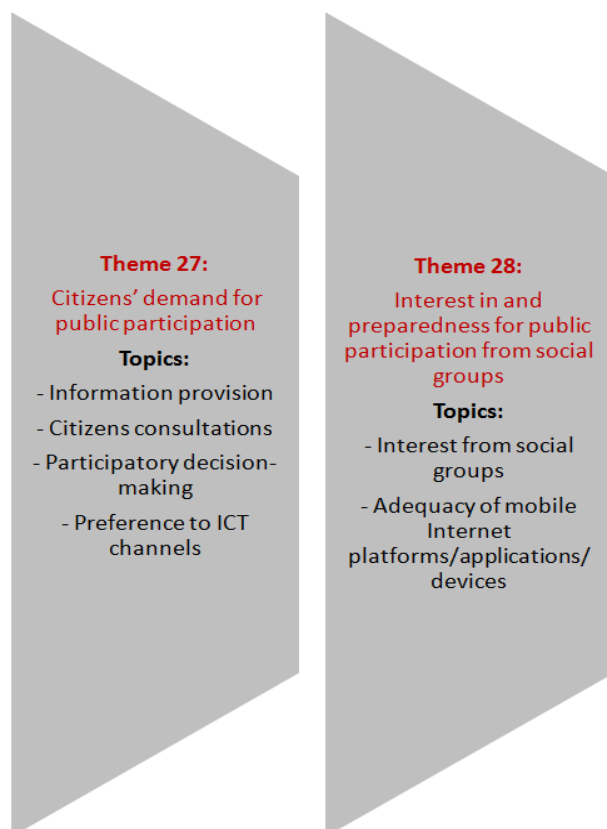 Theme 27:
Citizens’ demand for
public participation
Topics:
- Information provision
- Citizens consultations
- Participatory decision-
making
- Preference to ICT
channels
Theme 28:
Interest in and
preparedness for public
participation from social
groups
Topics:
- Interest from social
groups
- Adequacy of mobile
Internet
platforms/applications/
devices